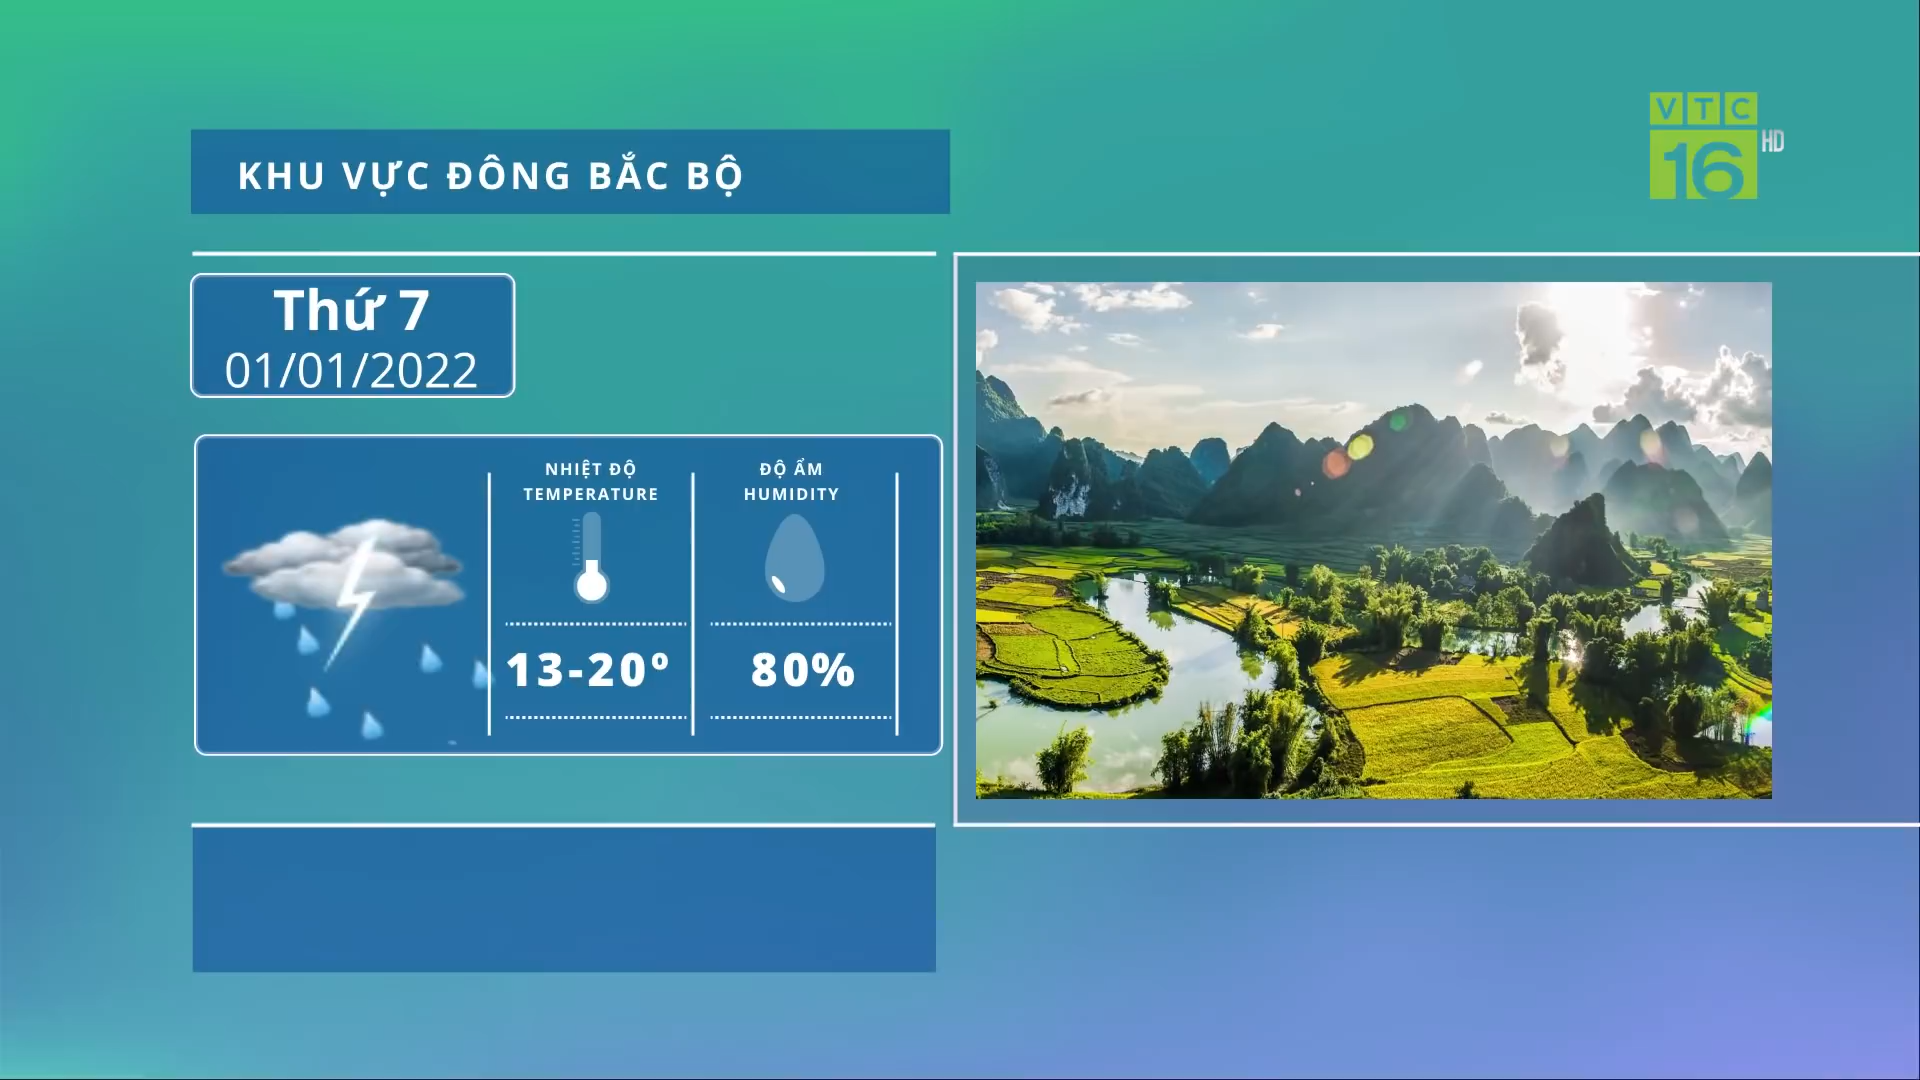 VTC
16 HD
KHU VỰC ĐÔNG BẮC BỘ
Thứ 7
01/01/2022
NHIỆT ĐỘ
TEMPERATURE
13-20°
ĐỘ ẨM
HUMIDITY
80%